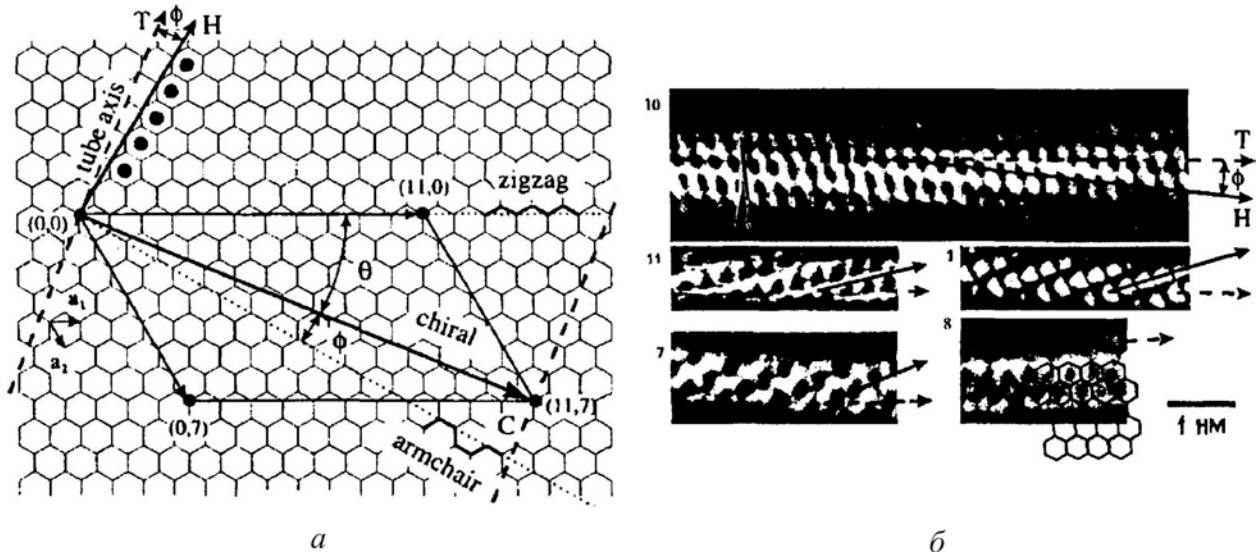 T ϕ H
tube axis
(0,0)
(11,0)
zigzag
θ
chiral
ϕ
a₁
a₂
(0,7)
C
(11,7)
armchair
а
10
T
ϕ
H
11
1
7
8
1 НМ
б